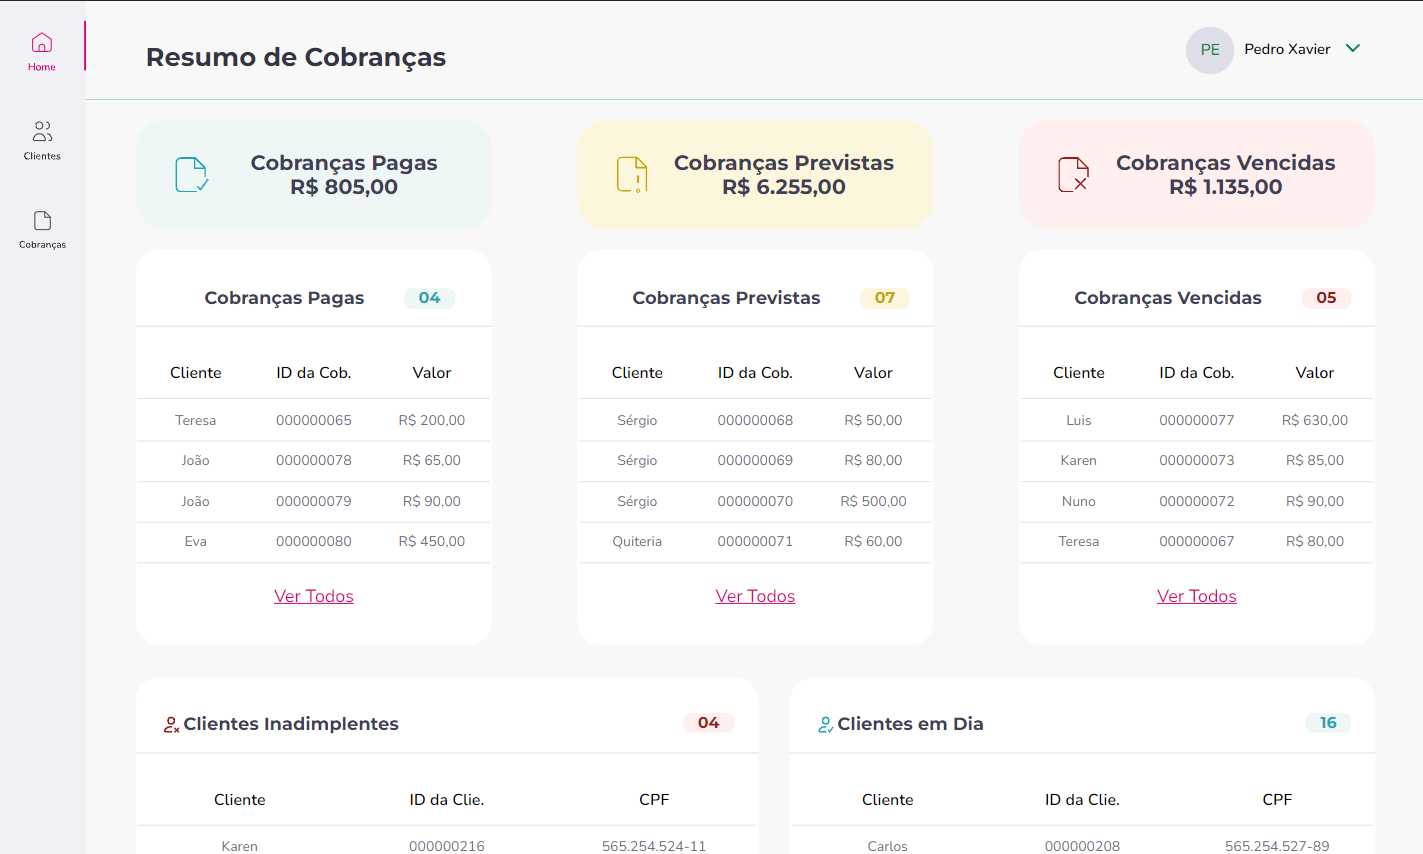 Home
Clientes
Cobranças
Resumo de Cobranças
PE Pedro Xavier
Cobranças Pagas
R$ 805,00
Cobranças Previstas
R$ 6.255,00
Cobranças Vencidas
R$ 1.135,00
Cobranças Pagas 04
Cliente ID da Cob. Valor
Teresa 000000065 R$ 200,00
João 000000078 R$ 65,00
João 000000079 R$ 90,00
Eva 000000080 R$ 450,00
Ver Todos
Cobranças Previstas 07
Cliente ID da Cob. Valor
Sérgio 000000068 R$ 50,00
Sérgio 000000069 R$ 80,00
Sérgio 000000070 R$ 500,00
Quiteria 000000071 R$ 60,00
Ver Todos
Cobranças Vencidas 05
Cliente ID da Cob. Valor
Luis 000000077 R$ 630,00
Karen 000000073 R$ 85,00
Nuno 000000072 R$ 90,00
Teresa 000000067 R$ 80,00
Ver Todos
Clientes Inadimplentes 04
Cliente ID da Clie. CPF
Karen 000000216 565.254.524-11
Clientes em Dia 16
Cliente ID da Clie. CPF
Carlos 000000208 565.254.527-89